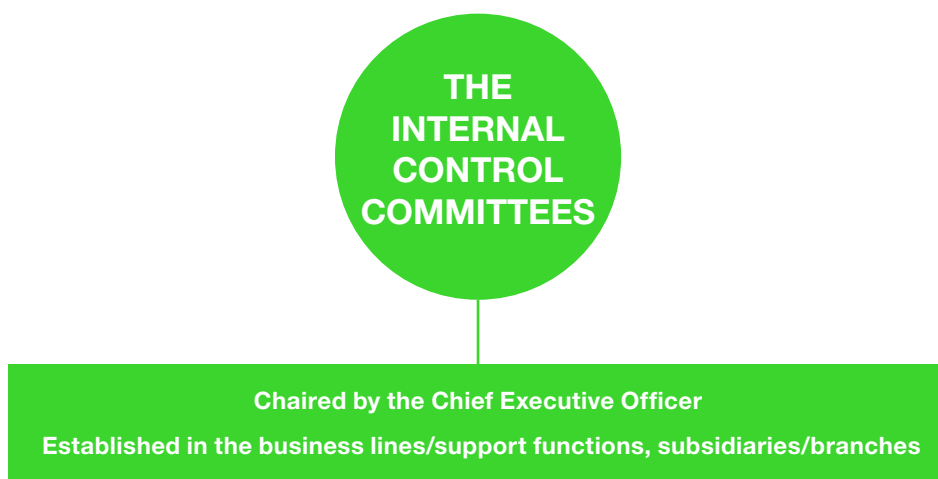 THE
INTERNAL
CONTROL
COMMITTEES
Chaired by the Chief Executive Officer
Established in the business lines/support functions, subsidiaries/branches